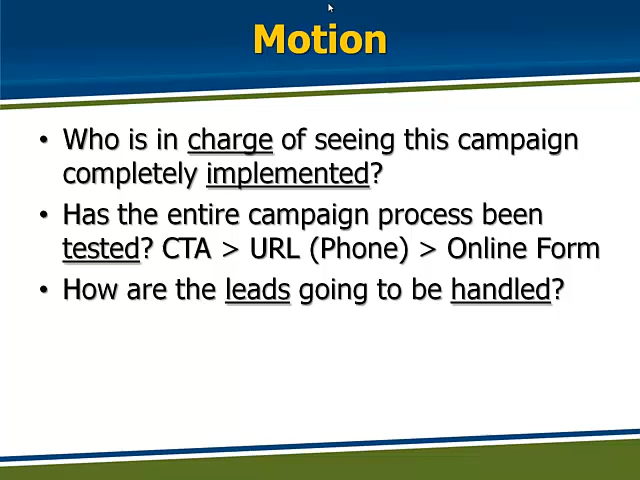 Motion
• Who is in charge of seeing this campaign
completely implemented?
• Has the entire campaign process been
tested? CTA > URL (Phone) > Online Form
• How are the leads going to be handled?